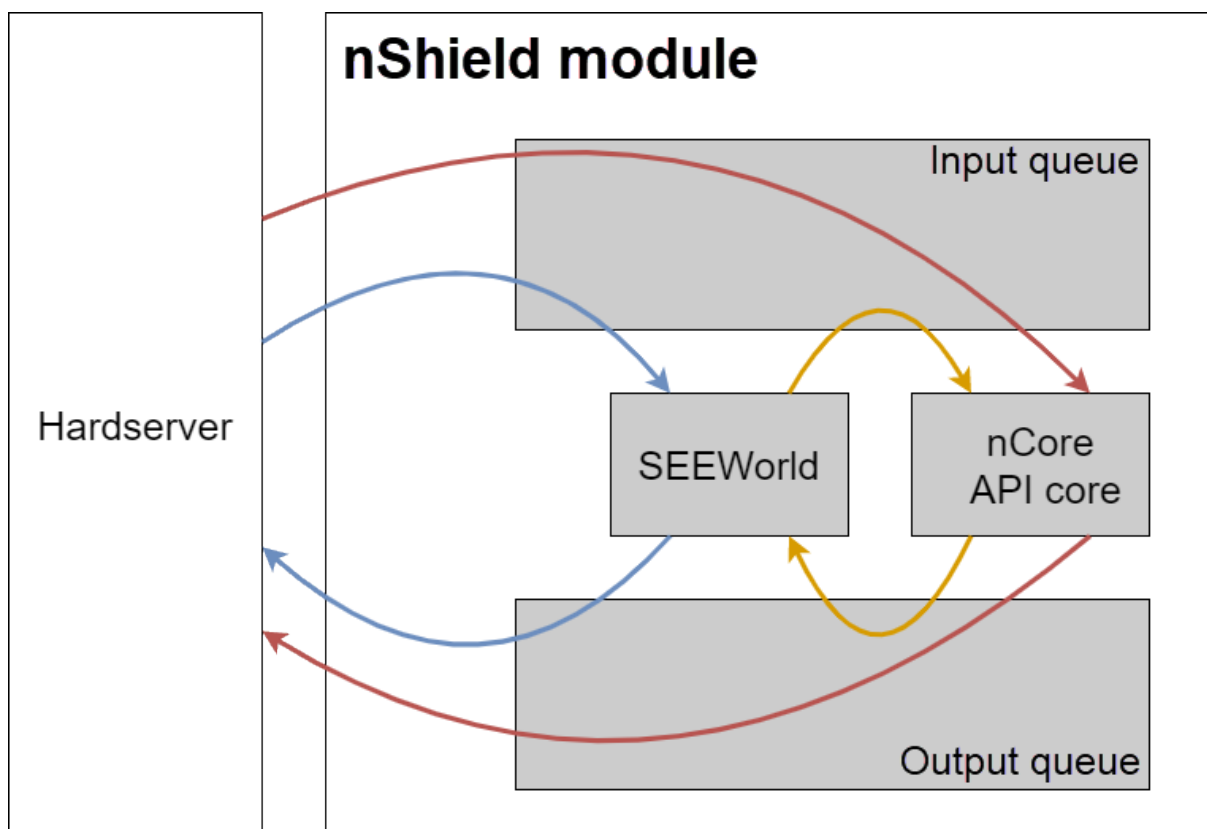 nShield module
Input queue
Hardserver
SEEWorld
nCore
API core
Output queue